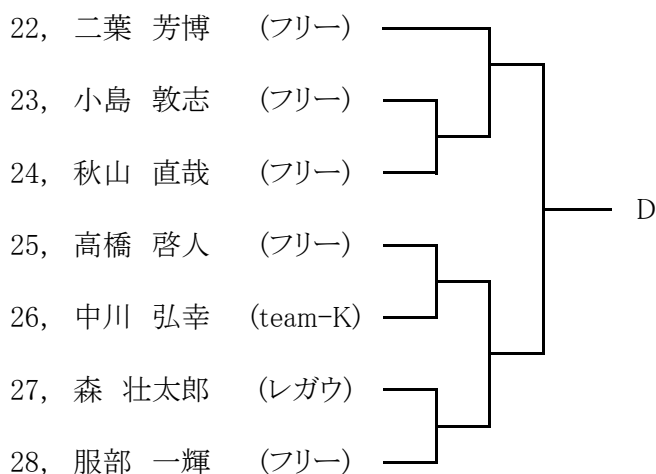 22, 二葉 芳博 (フリー)
23, 小島 敦志 (フリー)
24, 秋山 直哉 (フリー)
D
25, 高橋 啓人 (フリー)
26, 中川 弘幸 (team-K)
27, 森 壮太郎 (レガウ)
28, 服部 一輝 (フリー)